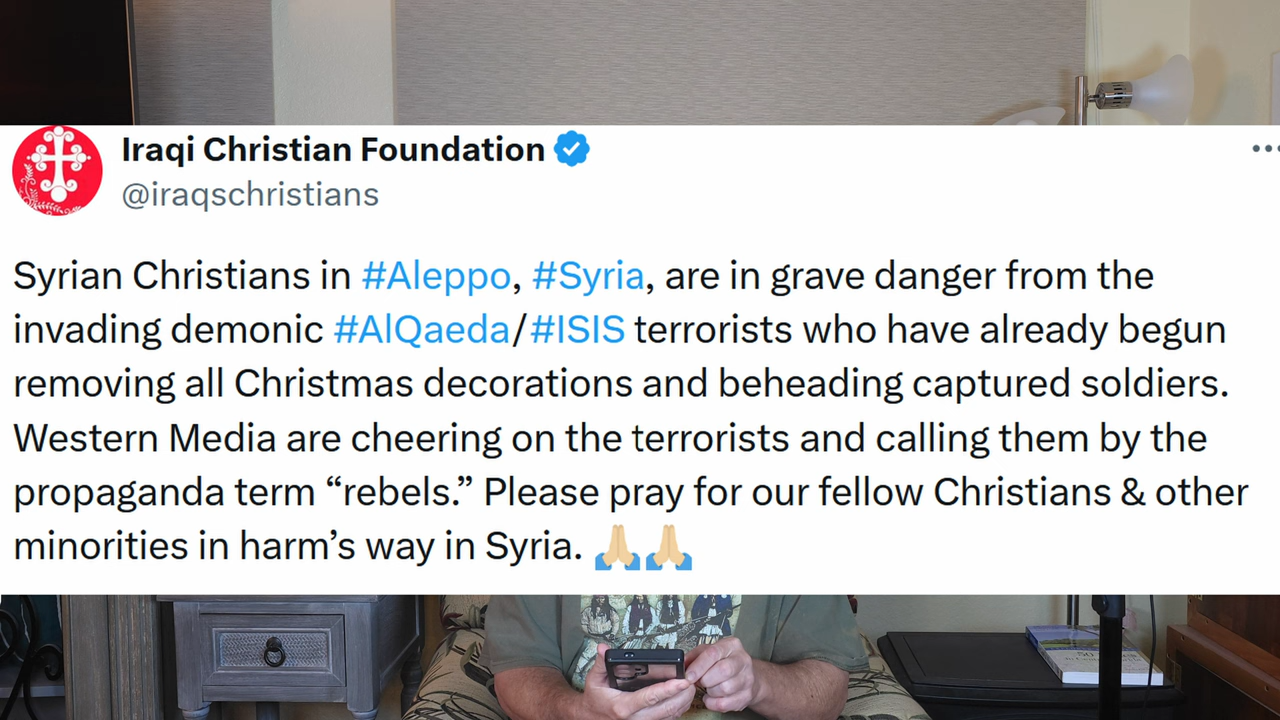 Iraqi Christian Foundation
@iraqschristians
Syrian Christians in #Aleppo, #Syria, are in grave danger from the
invading demonic #AlQaeda/#ISIS terrorists who have already begun
removing all Christmas decorations and beheading captured soldiers.
Western Media are cheering on the terrorists and calling them by the
propaganda term “rebels.” Please pray for our fellow Christians & other
minorities in harm’s way in Syria. 🙏🏼🙏🏼